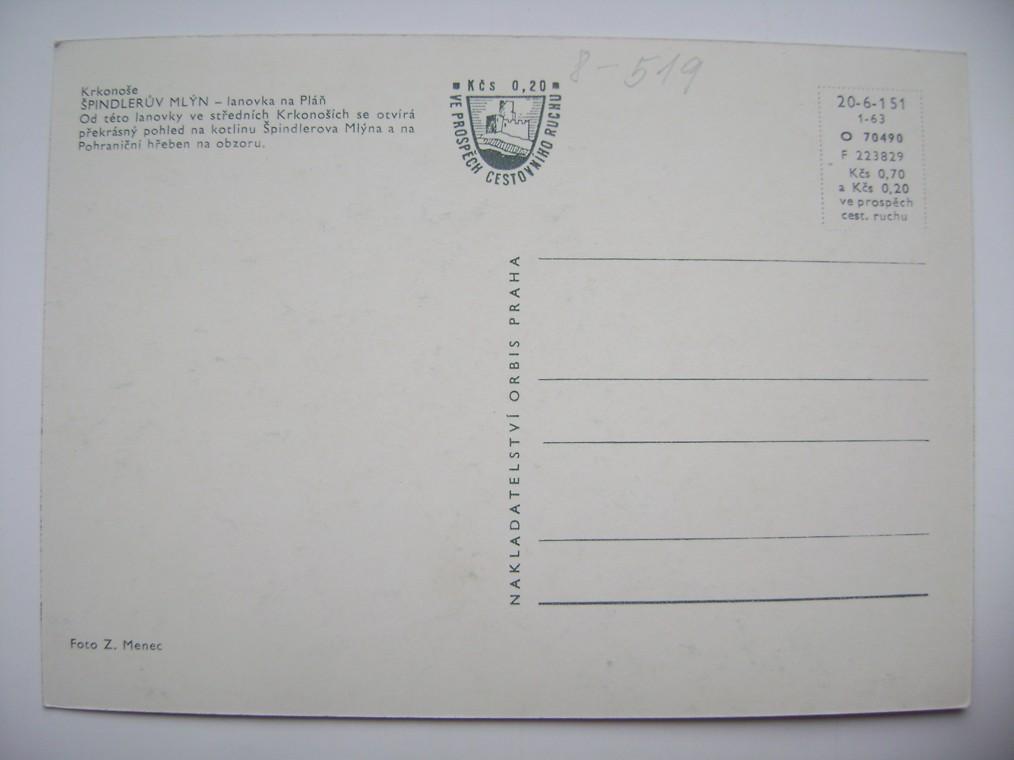 Krkonoše
ŠPINDLERŮV MLÝN – lanovka na Pláň
Od této lanovky ve středních Krkonoších se otvírá
překrásný pohled na kotlinu Špindlerova Mlýna a na
Pohraniční hřeben na obzoru.
Kčs 0,20
VE PROSPĚCH CESTOVNÍHO RUCHU
8-519
20-6-151
1-63
O 70490
F 223829
Kčs 0,70
a Kčs 0,20
ve prospěch
cest. ruchu
NAKLADATELSTVÍ ORBIS PRAHA
Foto Z. Menec